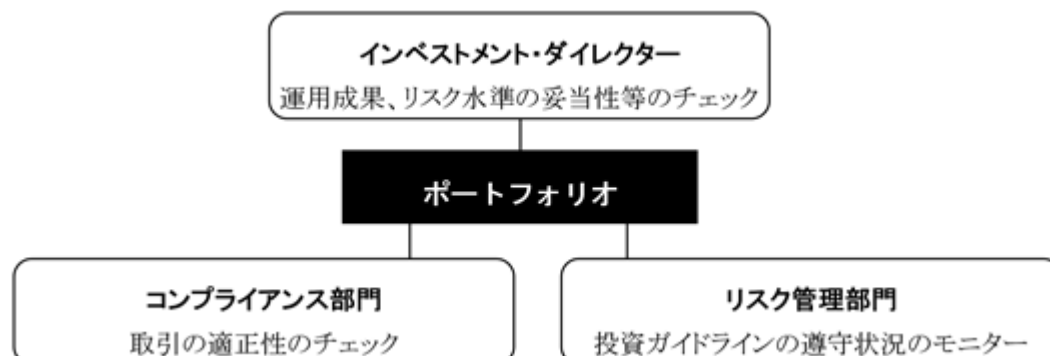 インベストメント・ダイレクター
運用成果、リスク水準の妥当性等のチェック
ポートフォリオ
コンプライアンス部門
取引の適正性のチェック
リスク管理部門
投資ガイドラインの遵守状況のモニター